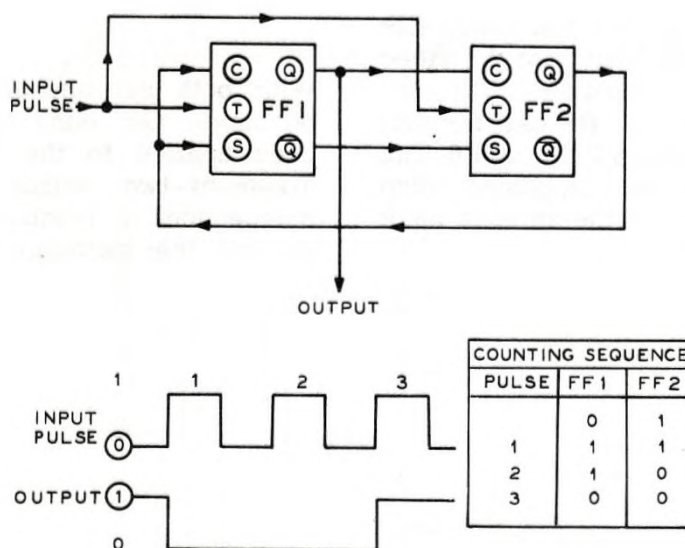 C Q C Q
INPUT PULSE T FF1 T FF2
S Q̅ S Q̅
OUTPUT
1 1 2 3
INPUT PULSE 0
OUTPUT 1
0
COUNTING SEQUENCE
PULSE FF1 FF2
0 1
1 1 1
2 1 0
3 0 0